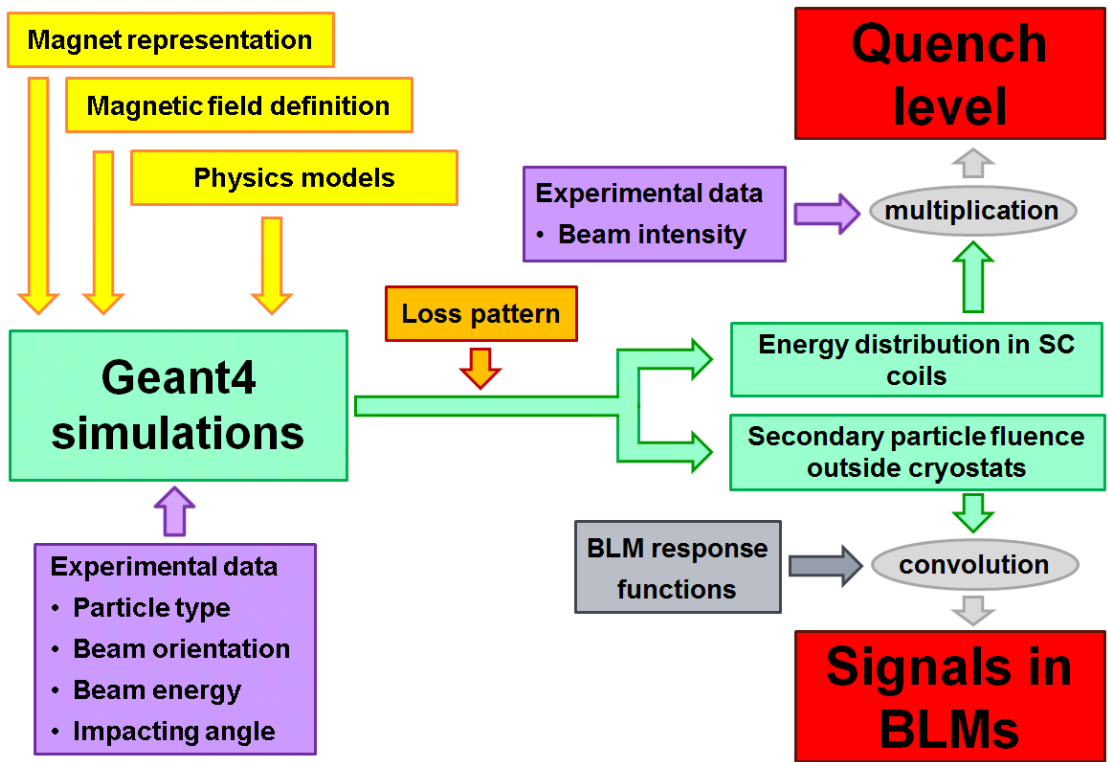 Magnet representation
Magnetic field definition
Physics models
Quench
level
Experimental data
• Beam intensity
multiplication
Loss pattern
Geant4
simulations
Energy distribution in SC
coils
Secondary particle fluence
outside cryostats
Experimental data
• Particle type
• Beam orientation
• Beam energy
• Impacting angle
BLM response
functions
convolution
Signals in
BLMs